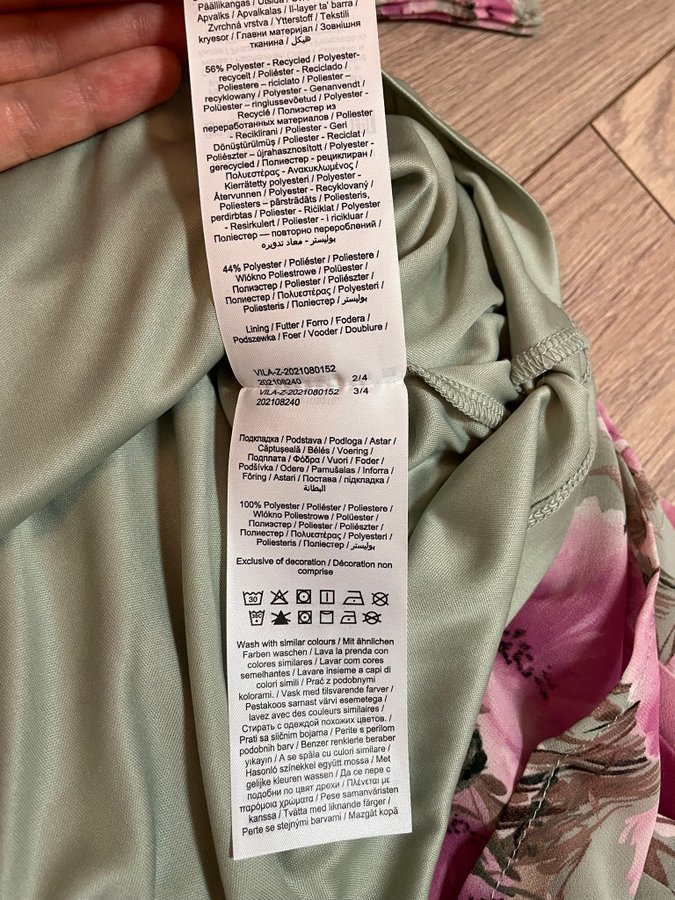 Päällikangas / Utsida / Overdel /
Apvalks / Apvalkalas / Il-layer ta' barra /
Zvrchná vrstva / Ytterstoff / Tekstili
kryesor / Главни материјал / Зовнішня
тканина / هيكل
56% Polyester - Recycled / Polyester-
recycelt / Poliéster - Reciclado /
Poliestere – riciclato / Poliester -
recyklowany / Polyester - Genanvendt /
Polüester – ringlussevõetud / Polyester -
Recyclé / Полиэстер из
переработанных материалов / Poliester
- Reciklirani / Poliester - Geri
Dönüştürülmüş / Poliester - Reciclat /
Poliészter – újrahasznosított / Polyester -
gerecycled / Полиестер - рециклиран /
Πολυεστέρας - Ανακυκλωμένος /
Kierrätetty polyesteri / Polyester -
Återvunnen / Polyester - Recyklovaný /
Poliesters – pārstrādāts / Poliesteris,
perdirbtas / Polyester - Riċiklat / Polyester
- Resirkulert / Poliester - i ricikluar /
Поліестер — повторно перероблений /
بوليستر - معاد تدويره
44% Polyester / Poliéster / Poliestere /
Włókno Poliestrowe / Polüester /
Полиэстер / Poliester / Poliészter /
Полиестер / Πολυεστέρας / Polyesteri /
Poliesteris / Поліестер / بوليستر
Lining / Futter / Forro / Fodera /
Podszewka / Foer / Vooder / Doublure /
VILA-Z-2021080152
202108240 2/4
VILA-Z-2021080152 3/4
202108240
Подкладка / Podstava / Podloga / Astar /
Căptușeală / Bélés / Voering /
Подплата / Φόδρα / Vuori / Foder /
Podšívka / Odere / Pamušalas / Inforra /
Fôring / Astari / Постава / підкладка /
البطانة
100% Polyester / Poliéster / Poliestere /
Włókno Poliestrowe / Polüester /
Полиэстер / Poliester / Poliészter /
Полиестер / Πολυεστέρας / Polyesteri /
Poliesteris / Поліестер / بوليستر
Exclusive of decoration / Décoration non
comprise
30
Wash with similar colours / Mit ähnlichen
Farben waschen / Lava la prenda con
colores similares / Lavar com cores
semelhantes / Lavare insieme a capi di
colori simili / Prać z podobnymi
kolorami. / Vask med tilsvarende farver /
Pestakoos sarnast värvi esemetega /
lavez avec des couleurs similaires /
Стирать с одеждой похожих цветов. /
Prati sa sličnim bojama / Perite s perilom
podobnih barv / Benzer renklerle beraber
yıkayin / A se spăla cu culori similare /
Hasonló színekkel együtt mossa / Met
gelijke kleuren wassen / Да се пере с
подобни по цвят дрехи / Πλένεται με
παρόμοια χρώματα / Pese samanväristen
kanssa / Tvätta med liknande färger /
Perte se stejnými barvami / Mazgāt kopā